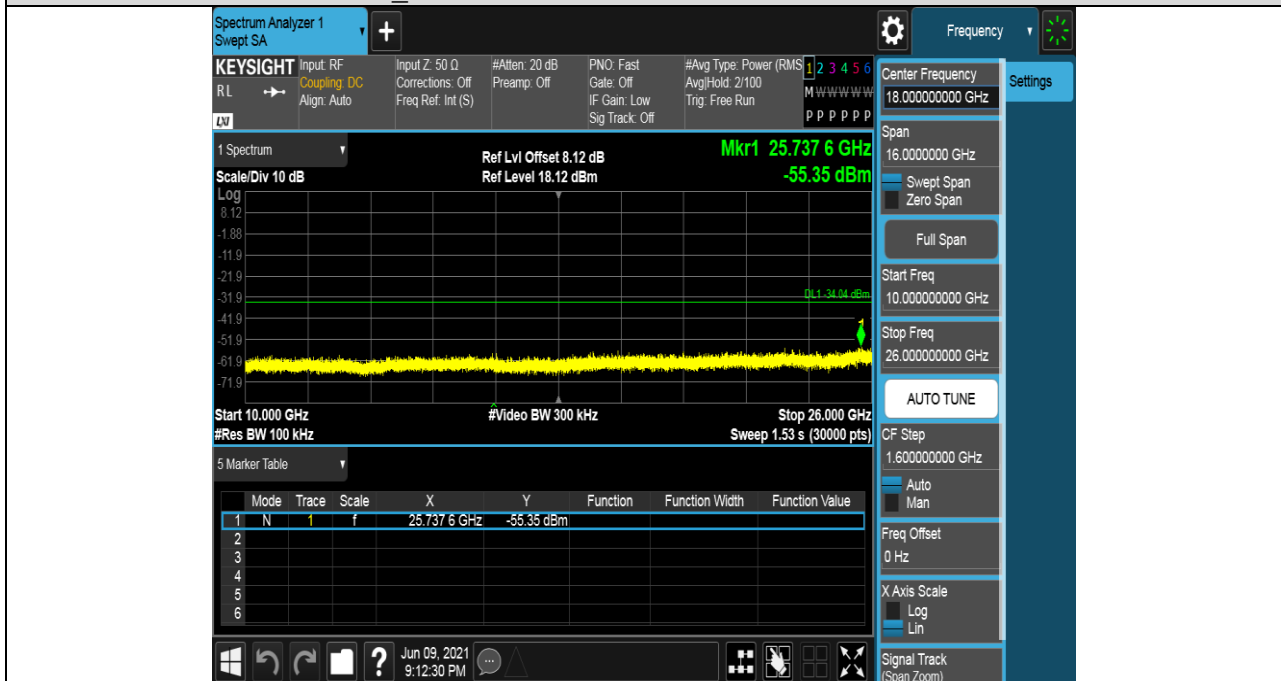 Spectrum Analyzer 1
Swept SA
Frequency
KEYSIGHT
RL
LXI
Input: RF
Coupling: DC
Align: Auto
Input Z: 50 Ω
Corrections: Off
Freq Ref: Int (S)
#Atten: 20 dB
Preamp: Off
PNO: Fast
Gate: Off
IF Gain: Low
Sig Track: Off
#Avg Type: Power (RMS
Avg|Hold: 2/100
Trig: Free Run
1 2 3 4 5 6
M W W W W W
P P P P P P
1 Spectrum
Scale/Div 10 dB
Ref Lvl Offset 8.12 dB
Ref Level 18.12 dBm
Mkr1 25.737 6 GHz
-55.35 dBm
Log
8.12
-1.88
-11.9
-21.9
-31.9
-41.9
-51.9
-61.9
-71.9
DL1 -34.04 dBm
1
Start 10.000 GHz
#Video BW 300 kHz
Stop 26.000 GHz
#Res BW 100 kHz
Sweep 1.53 s (30000 pts)
5 Marker Table
Mode Trace Scale X Y Function Function Width Function Value
1 N 1 f 25.737 6 GHz -55.35 dBm
2
3
4
5
6
Jun 09, 2021
9:12:30 PM
Center Frequency
18.000000000 GHz
Settings
Span
16.0000000 GHz
Swept Span
Zero Span
Full Span
Start Freq
10.000000000 GHz
Stop Freq
26.000000000 GHz
AUTO TUNE
CF Step
1.600000000 GHz
Auto
Man
Freq Offset
0 Hz
X Axis Scale
Log
Lin
Signal Track
(Span Zoom)